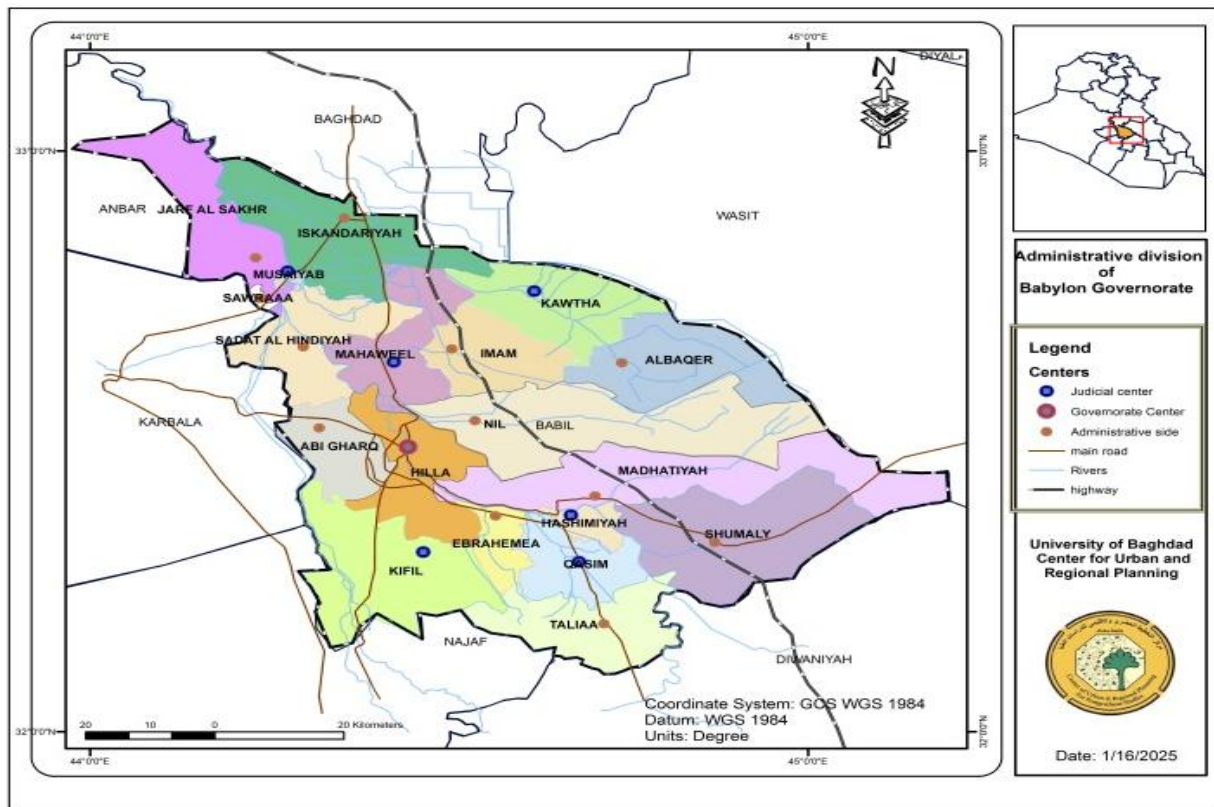 44°0'0"E
45°0'0"E
DIYAL
N
BAGHDAD
33°0'0"N
33°0'0"N
ANBAR
JARF AL SAKHR
WASIT
ISKANDARIYAH
MUSAIYAB
SAWRAAA
KAWTHA
SADAT AL HINDIYAH
MAHAWEEL
IMAM
ALBAQER
KARBALA
NIL
BABIL
ABI GHARQ
HILLA
MADHATIYAH
HASHIMIYAH
SHUMALY
EBRAHEMEA
KIFIL
QASIM
TALIAA
NAJAF
DIWANIYAH
Coordinate System: GCS WGS 1984
Datum: WGS 1984
Units: Degree
20 10 0 20 Kilometers
32°0'0"N
32°0'0"N
44°0'0"E
45°0'0"E
Administrative division
of
Babylon Governorate
Legend
Centers
Judicial center
Governorate Center
Administrative side
main road
Rivers
highway
University of Baghdad
Center for Urban and
Regional Planning
Date: 1/16/2025